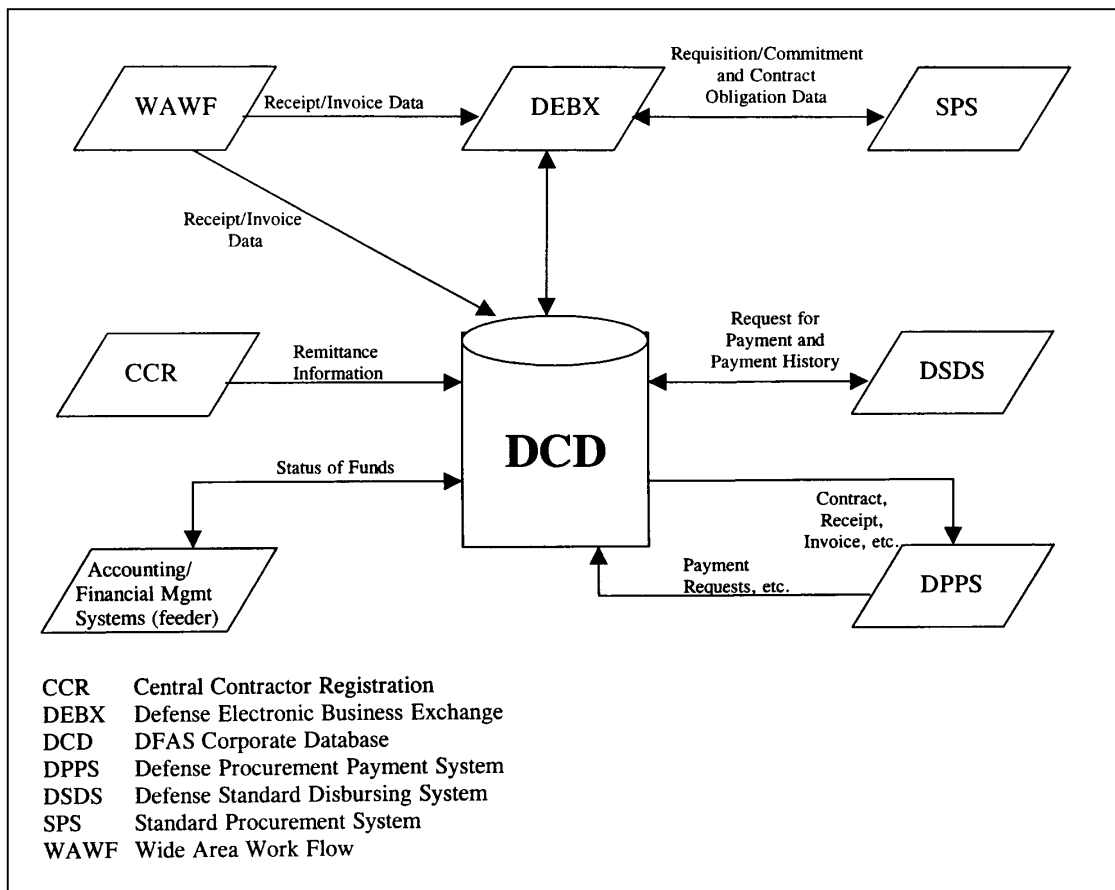 Requisition/Commitment
and Contract
Obligation Data
WAWF
Receipt/Invoice Data
DEBX
SPS
Receipt/Invoice
Data
Request for
Payment and
Payment History
CCR
Remittance
Information
DSDS
DCD
Status of Funds
Contract,
Receipt,
Invoice, etc.
Accounting/
Financial Mgmt
Systems (feeder)
Payment
Requests, etc.
DPPS
CCR Central Contractor Registration
DEBX Defense Electronic Business Exchange
DCD DFAS Corporate Database
DPPS Defense Procurement Payment System
DSDS Defense Standard Disbursing System
SPS Standard Procurement System
WAWF Wide Area Work Flow